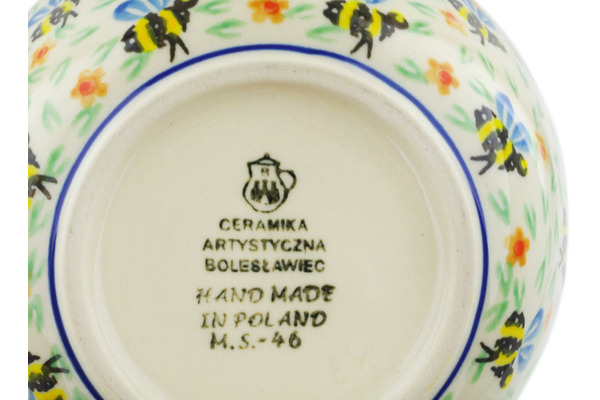 CERAMIKA
ARTYSTYCZNA
BOLESŁAWIEC
HAND MADE
IN POLAND
M.S.-46